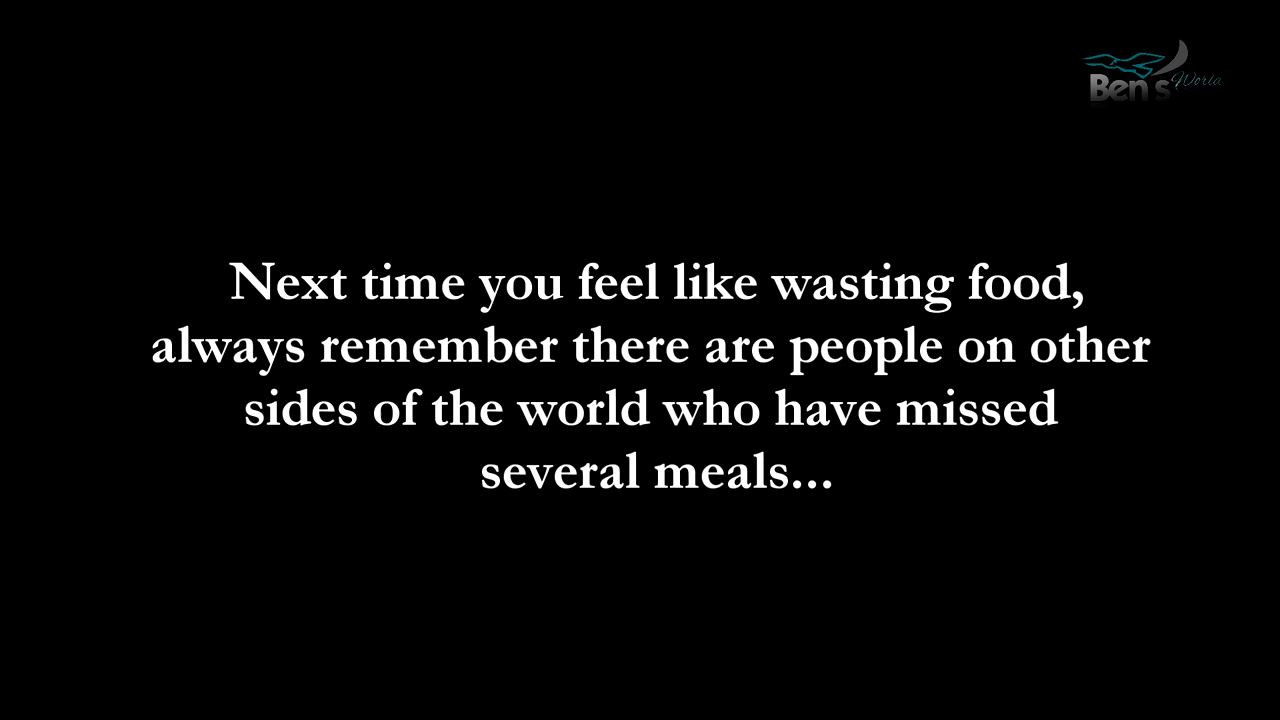 Ben's World
Next time you feel like wasting food,
always remember there are people on other
sides of the world who have missed
several meals...